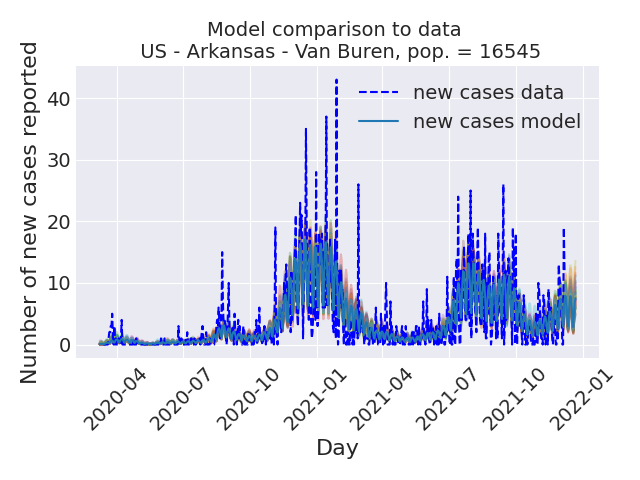 Model comparison to data
US - Arkansas - Van Buren, pop. = 16545
Number of new cases reported
40
30
20
10
0
new cases data
new cases model
2020-04
2020-07
2020-10
2021-01
2021-04
2021-07
2021-10
2022-01
Day